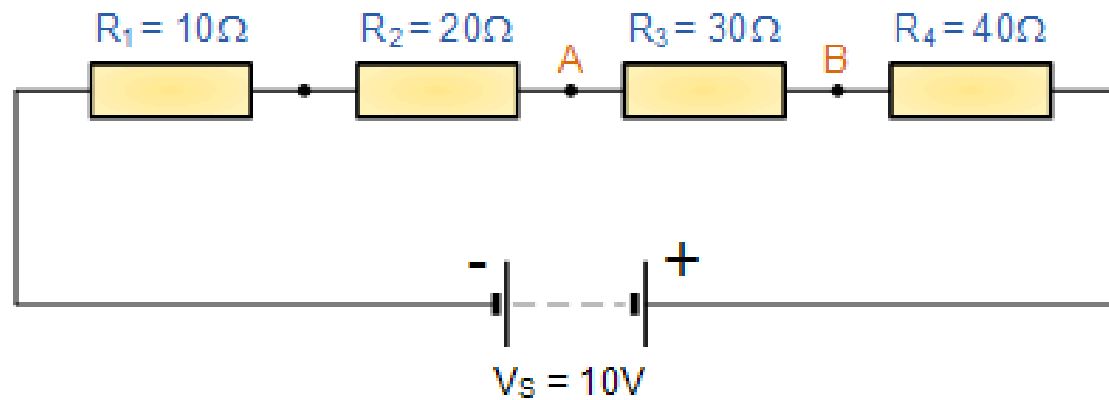 R₁ = 10Ω R₂ = 20Ω R₃ = 30Ω R₄ = 40Ω
A B
- +
Vs = 10V